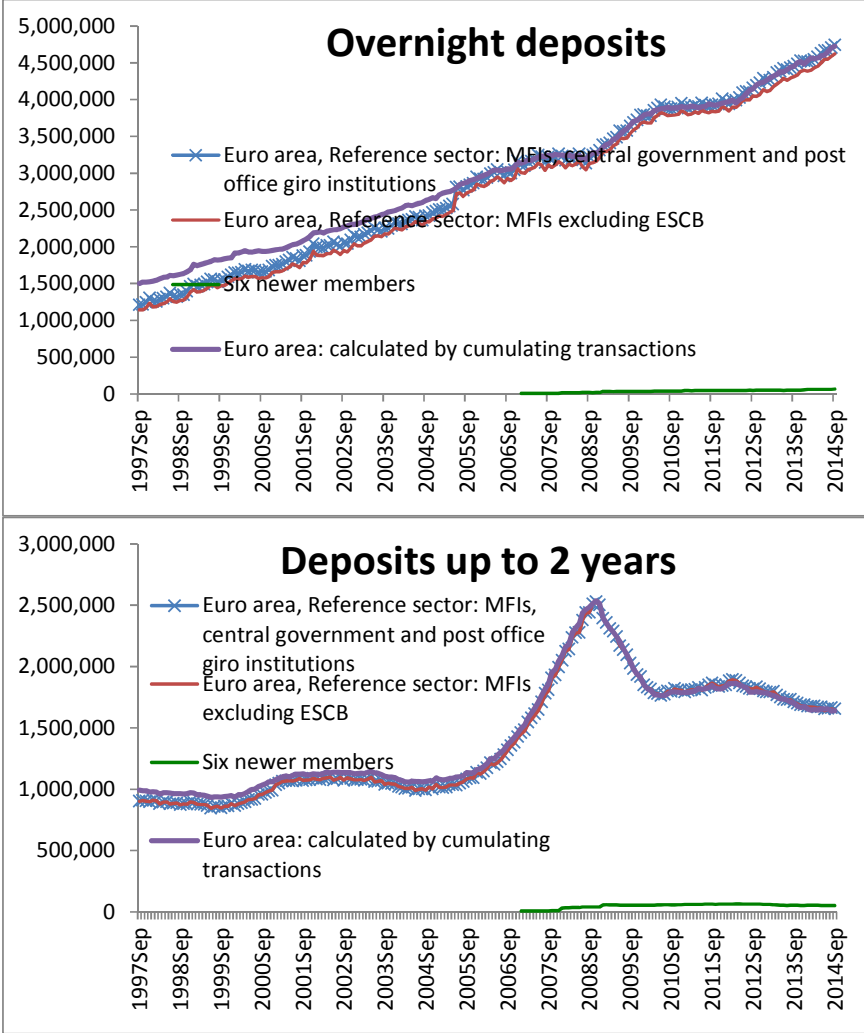 Overnight deposits
5,000,000
4,500,000
4,000,000
3,500,000
3,000,000
2,500,000
2,000,000
1,500,000
1,000,000
500,000
0
Euro area, Reference sector: MFIs, central government and post
office giro institutions
Euro area, Reference sector: MFIs excluding ESCB
Six newer members
Euro area: calculated by cumulating transactions
1997Sep
1998Sep
1999Sep
2000Sep
2001Sep
2002Sep
2003Sep
2004Sep
2005Sep
2006Sep
2007Sep
2008Sep
2009Sep
2010Sep
2011Sep
2012Sep
2013Sep
2014Sep
Deposits up to 2 years
3,000,000
2,500,000
2,000,000
1,500,000
1,000,000
500,000
0
Euro area, Reference sector: MFIs,
central government and post office
giro institutions
Euro area, Reference sector: MFIs
excluding ESCB
Six newer members
Euro area: calculated by cumulating
transactions
1997Sep
1998Sep
1999Sep
2000Sep
2001Sep
2002Sep
2003Sep
2004Sep
2005Sep
2006Sep
2007Sep
2008Sep
2009Sep
2010Sep
2011Sep
2012Sep
2013Sep
2014Sep